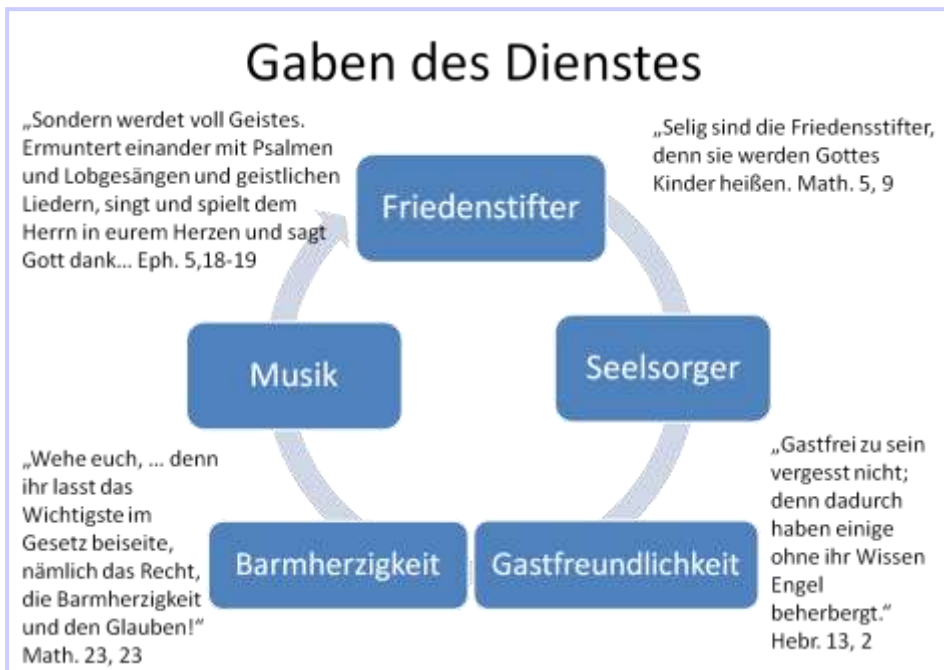 Gaben des Dienstes
„Sondern werdet voll Geistes.
Ermuntert einander mit Psalmen
und Lobgesängen und geistlichen
Liedern, singt und spielt dem
Herrn in eurem Herzen und sagt
Gott dank... Eph. 5,18-19
„Selig sind die Friedensstifter,
denn sie werden Gottes
Kinder heißen. Math. 5, 9
Friedenstifter
Musik
Seelsorger
„Wehe euch, ... denn
ihr lasst das
Wichtigste im
Gesetz beiseite,
nämlich das Recht,
die Barmherzigkeit
und den Glauben!“
Math. 23, 23
Barmherzigkeit
Gastfreundlichkeit
„Gastfrei zu sein
vergesst nicht;
denn dadurch
haben einige
ohne ihr Wissen
Engel
beherbergt.“
Hebr. 13, 2